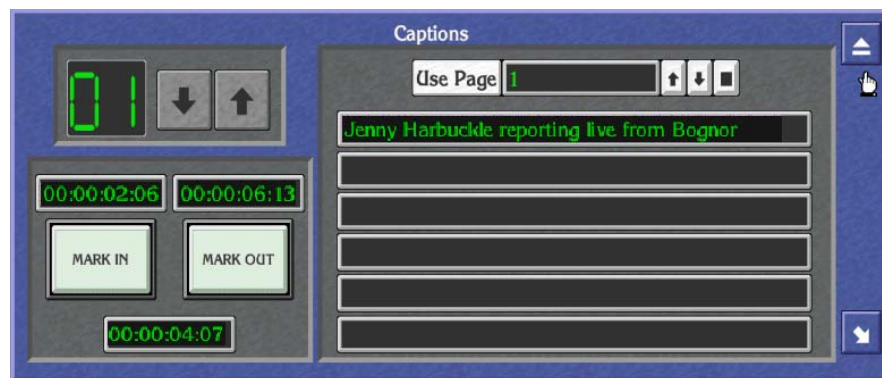 Captions
01
Use Page 1
Jenny Harbuckle reporting live from Bognor
00:00:02:06 00:00:06:13
MARK IN MARK OUT
00:00:04:07